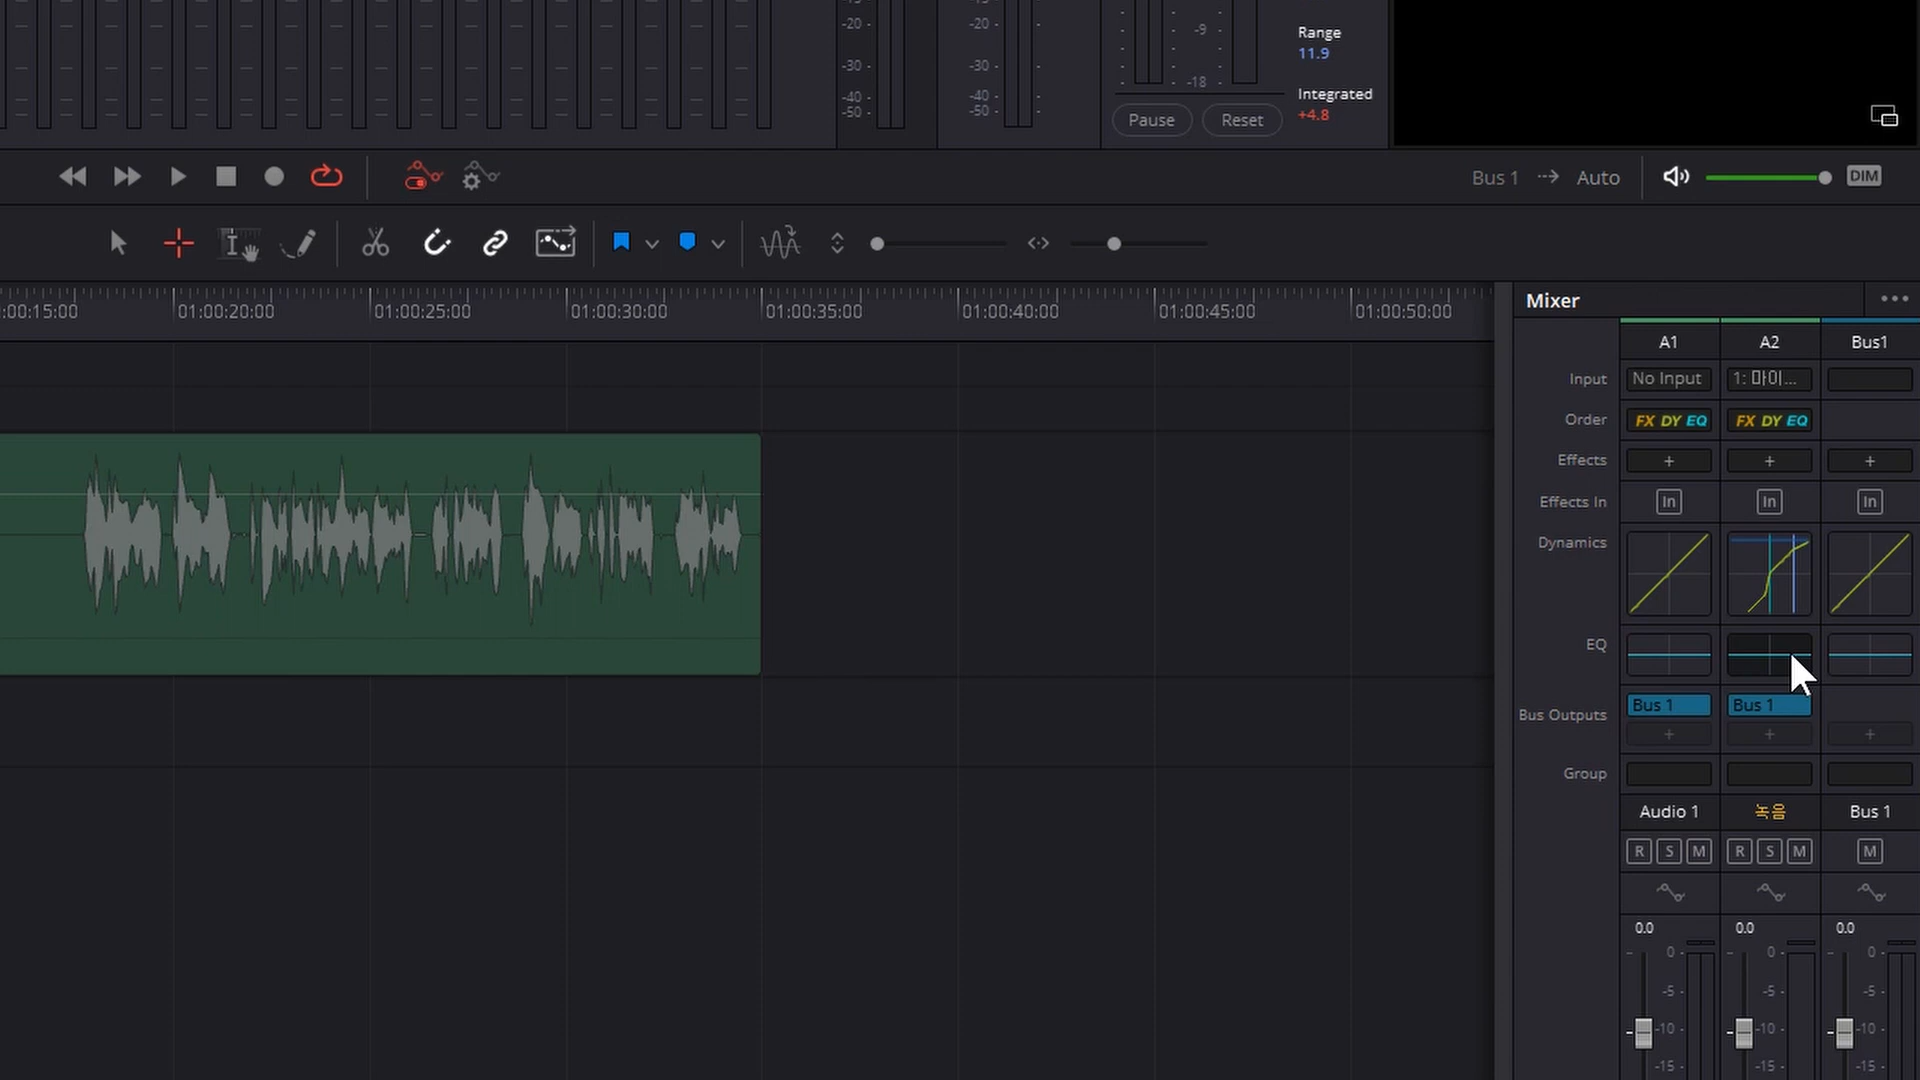 -20 -
-30 -
-40 -
-50 -
-20 -
-30 -
-40 -
-50 -
-9
-18
Range
11.9
Integrated
+4.8
Pause
Reset
Bus 1
Auto
DIM
:00:15:00
01:00:20:00
01:00:25:00
01:00:30:00
01:00:35:00
01:00:40:00
01:00:45:00
01:00:50:00
Mixer
A1 A2 Bus1
Input No Input 1: 마이...
Order FX DY EQ FX DY EQ
Effects + + +
Effects In In In In
Dynamics
EQ
Bus Outputs Bus 1 Bus 1
+ + +
Group
Audio 1 녹음 Bus 1
R S M R S M M
0.0 0.0 0.0
0 - 0 - 0 -
-5 - -5 - -5 -
-10 - -10 - -10 -
-15 - -15 - -15 -